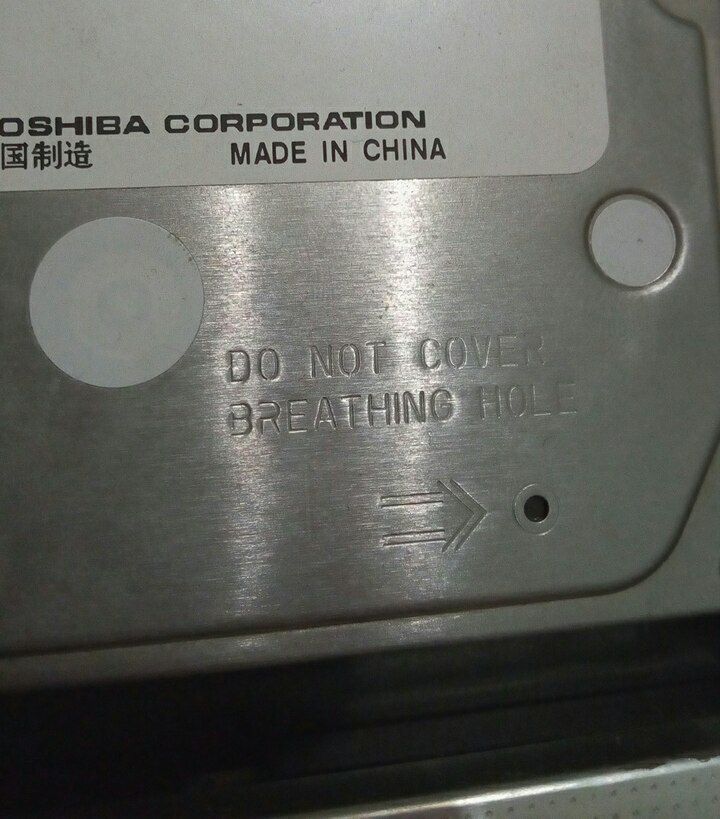 OSHIBA CORPORATION
国制造 MADE IN CHINA
DO NOT COVER
BREATHING HOLE